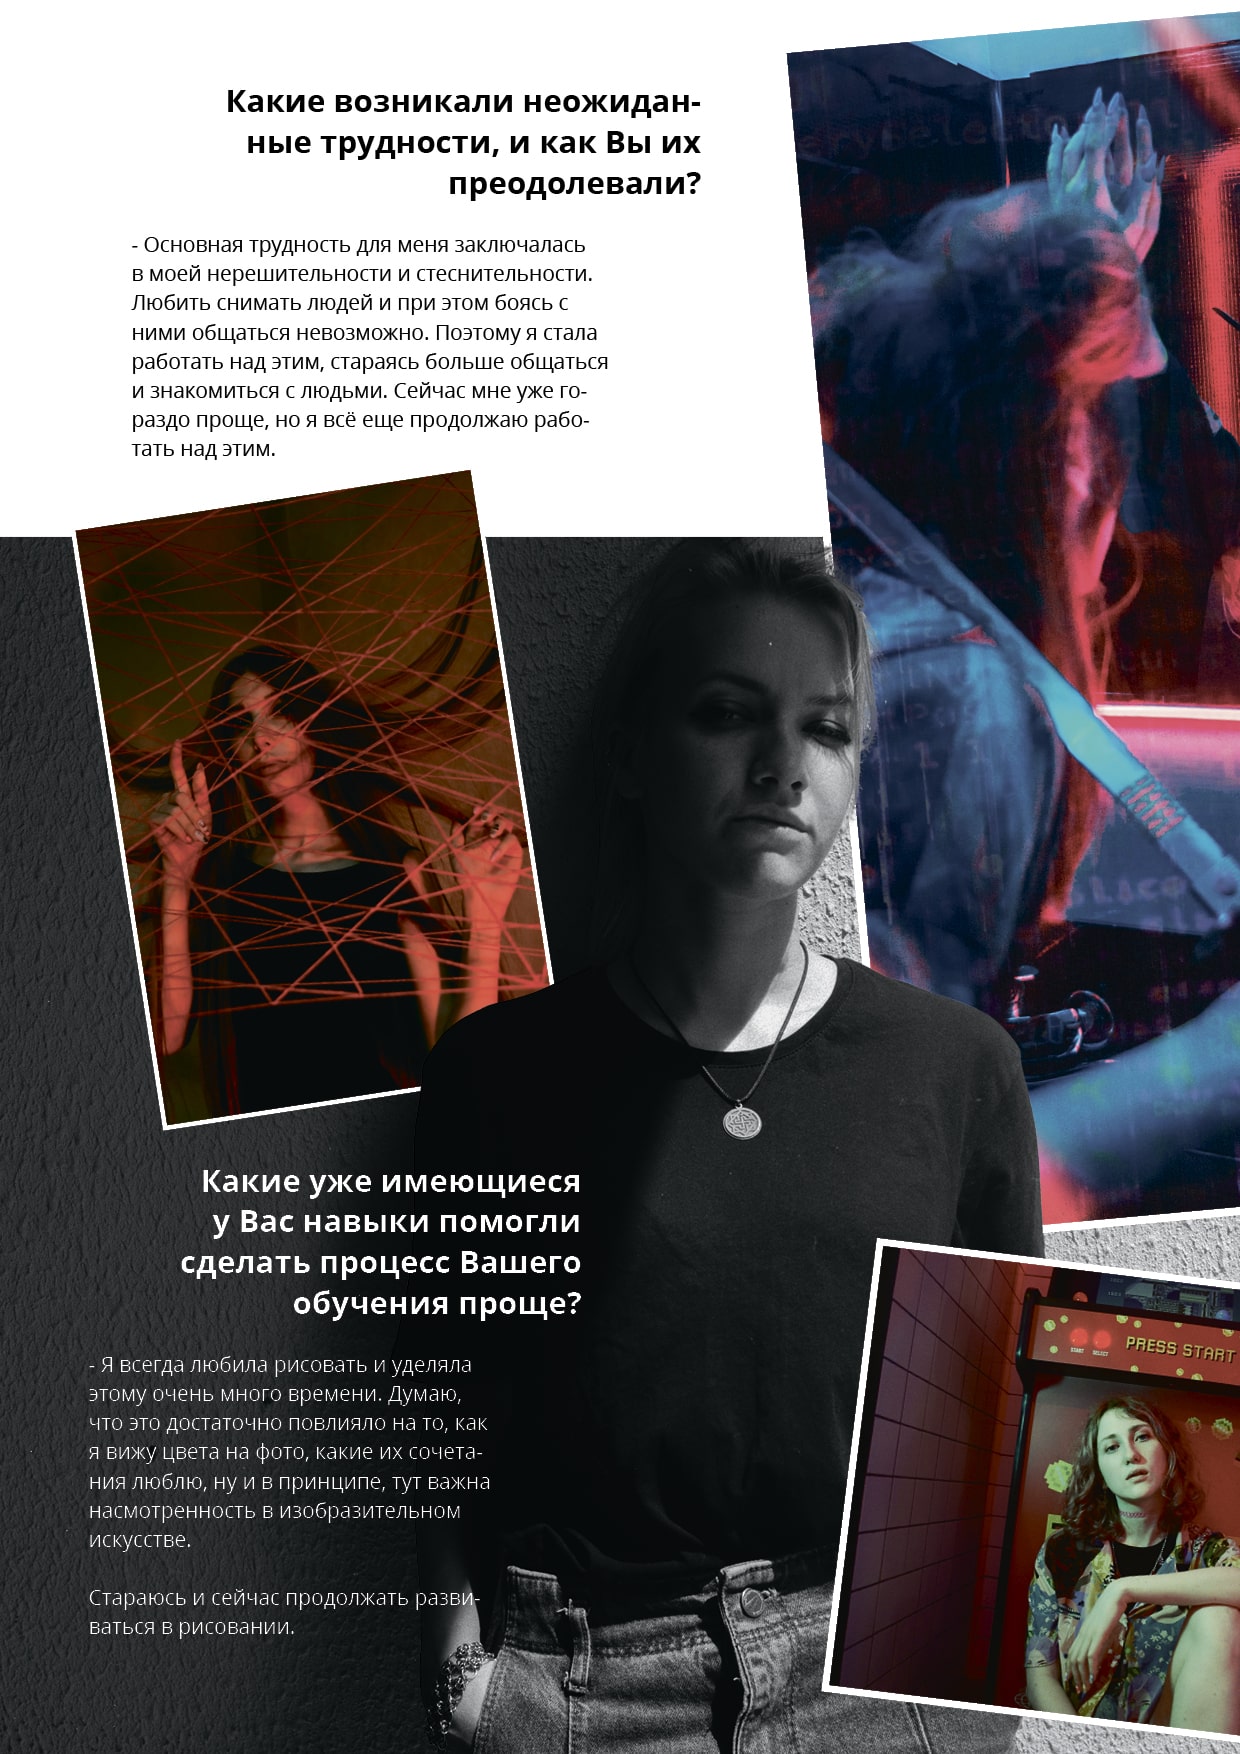 Какие возникали неожидан-
ные трудности, и как Вы их
преодолевали?
- Основная трудность для меня заключалась
в моей нерешительности и стеснительности.
Любить снимать людей и при этом боясь с
ними общаться невозможно. Поэтому я стала
работать над этим, стараясь больше общаться
и знакомиться с людьми. Сейчас мне уже го-
раздо проще, но я всё еще продолжаю рабо-
тать над этим.
Какие уже имеющиеся
у Вас навыки помогли
сделать процесс Вашего
обучения проще?
START SELECT PRESS START
- Я всегда любила рисовать и уделяла
этому очень много времени. Думаю,
что это достаточно повлияло на то, как
я вижу цвета на фото, какие их сочета-
ния люблю, ну и в принципе, тут важна
насмотренность в изобразительном
искусстве.
Стараюсь и сейчас продолжать разви-
ваться в рисовании.